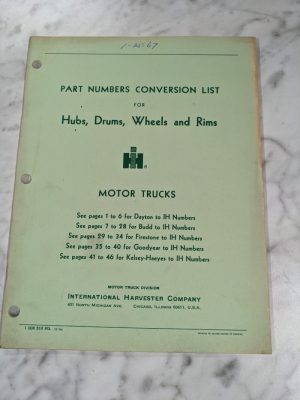 1-25-67
PART NUMBERS CONVERSION LIST
FOR
Hubs, Drums, Wheels and Rims
IH
MOTOR TRUCKS
See pages 1 to 6 for Dayton to IH Numbers
See pages 7 to 28 for Budd to IH Numbers
See pages 29 to 34 for Firestone to IH Numbers
See pages 35 to 40 for Goodyear to IH Numbers
See pages 41 to 46 for Kelsey-Hayes to IH Numbers
MOTOR TRUCK DIVISION
INTERNATIONAL HARVESTER COMPANY
401 NORTH MICHIGAN AVE. CHICAGO, ILLINOIS 60611, U.S.A.